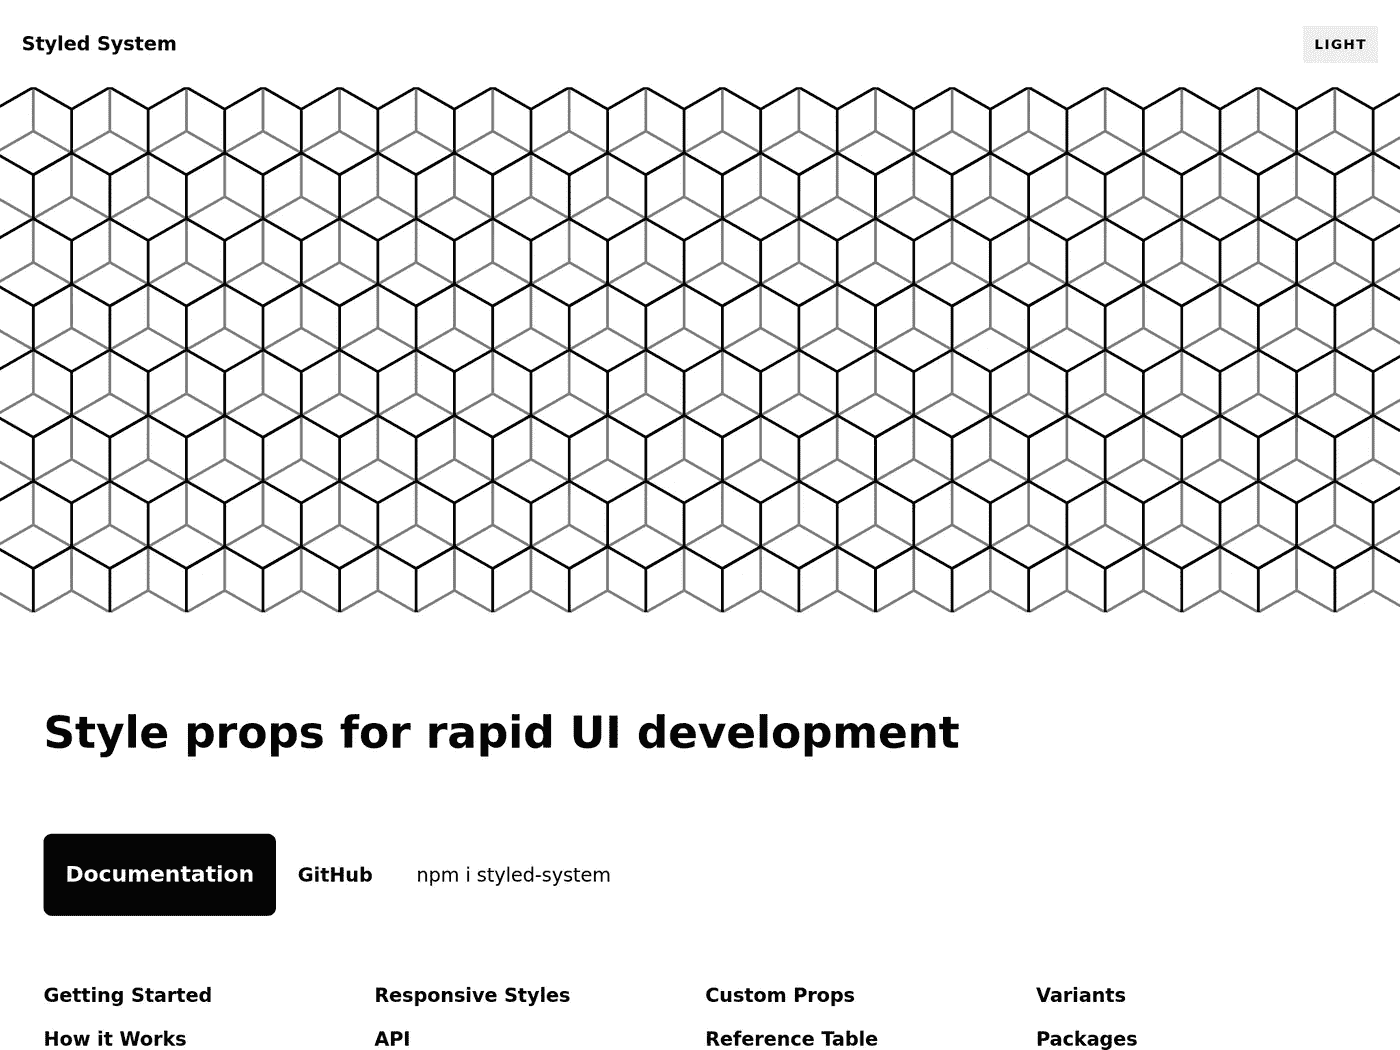 Styled System
LIGHT
Style props for rapid UI development
Documentation
GitHub
npm i styled-system
Getting Started
Responsive Styles
Custom Props
Variants
How it Works
API
Reference Table
Packages